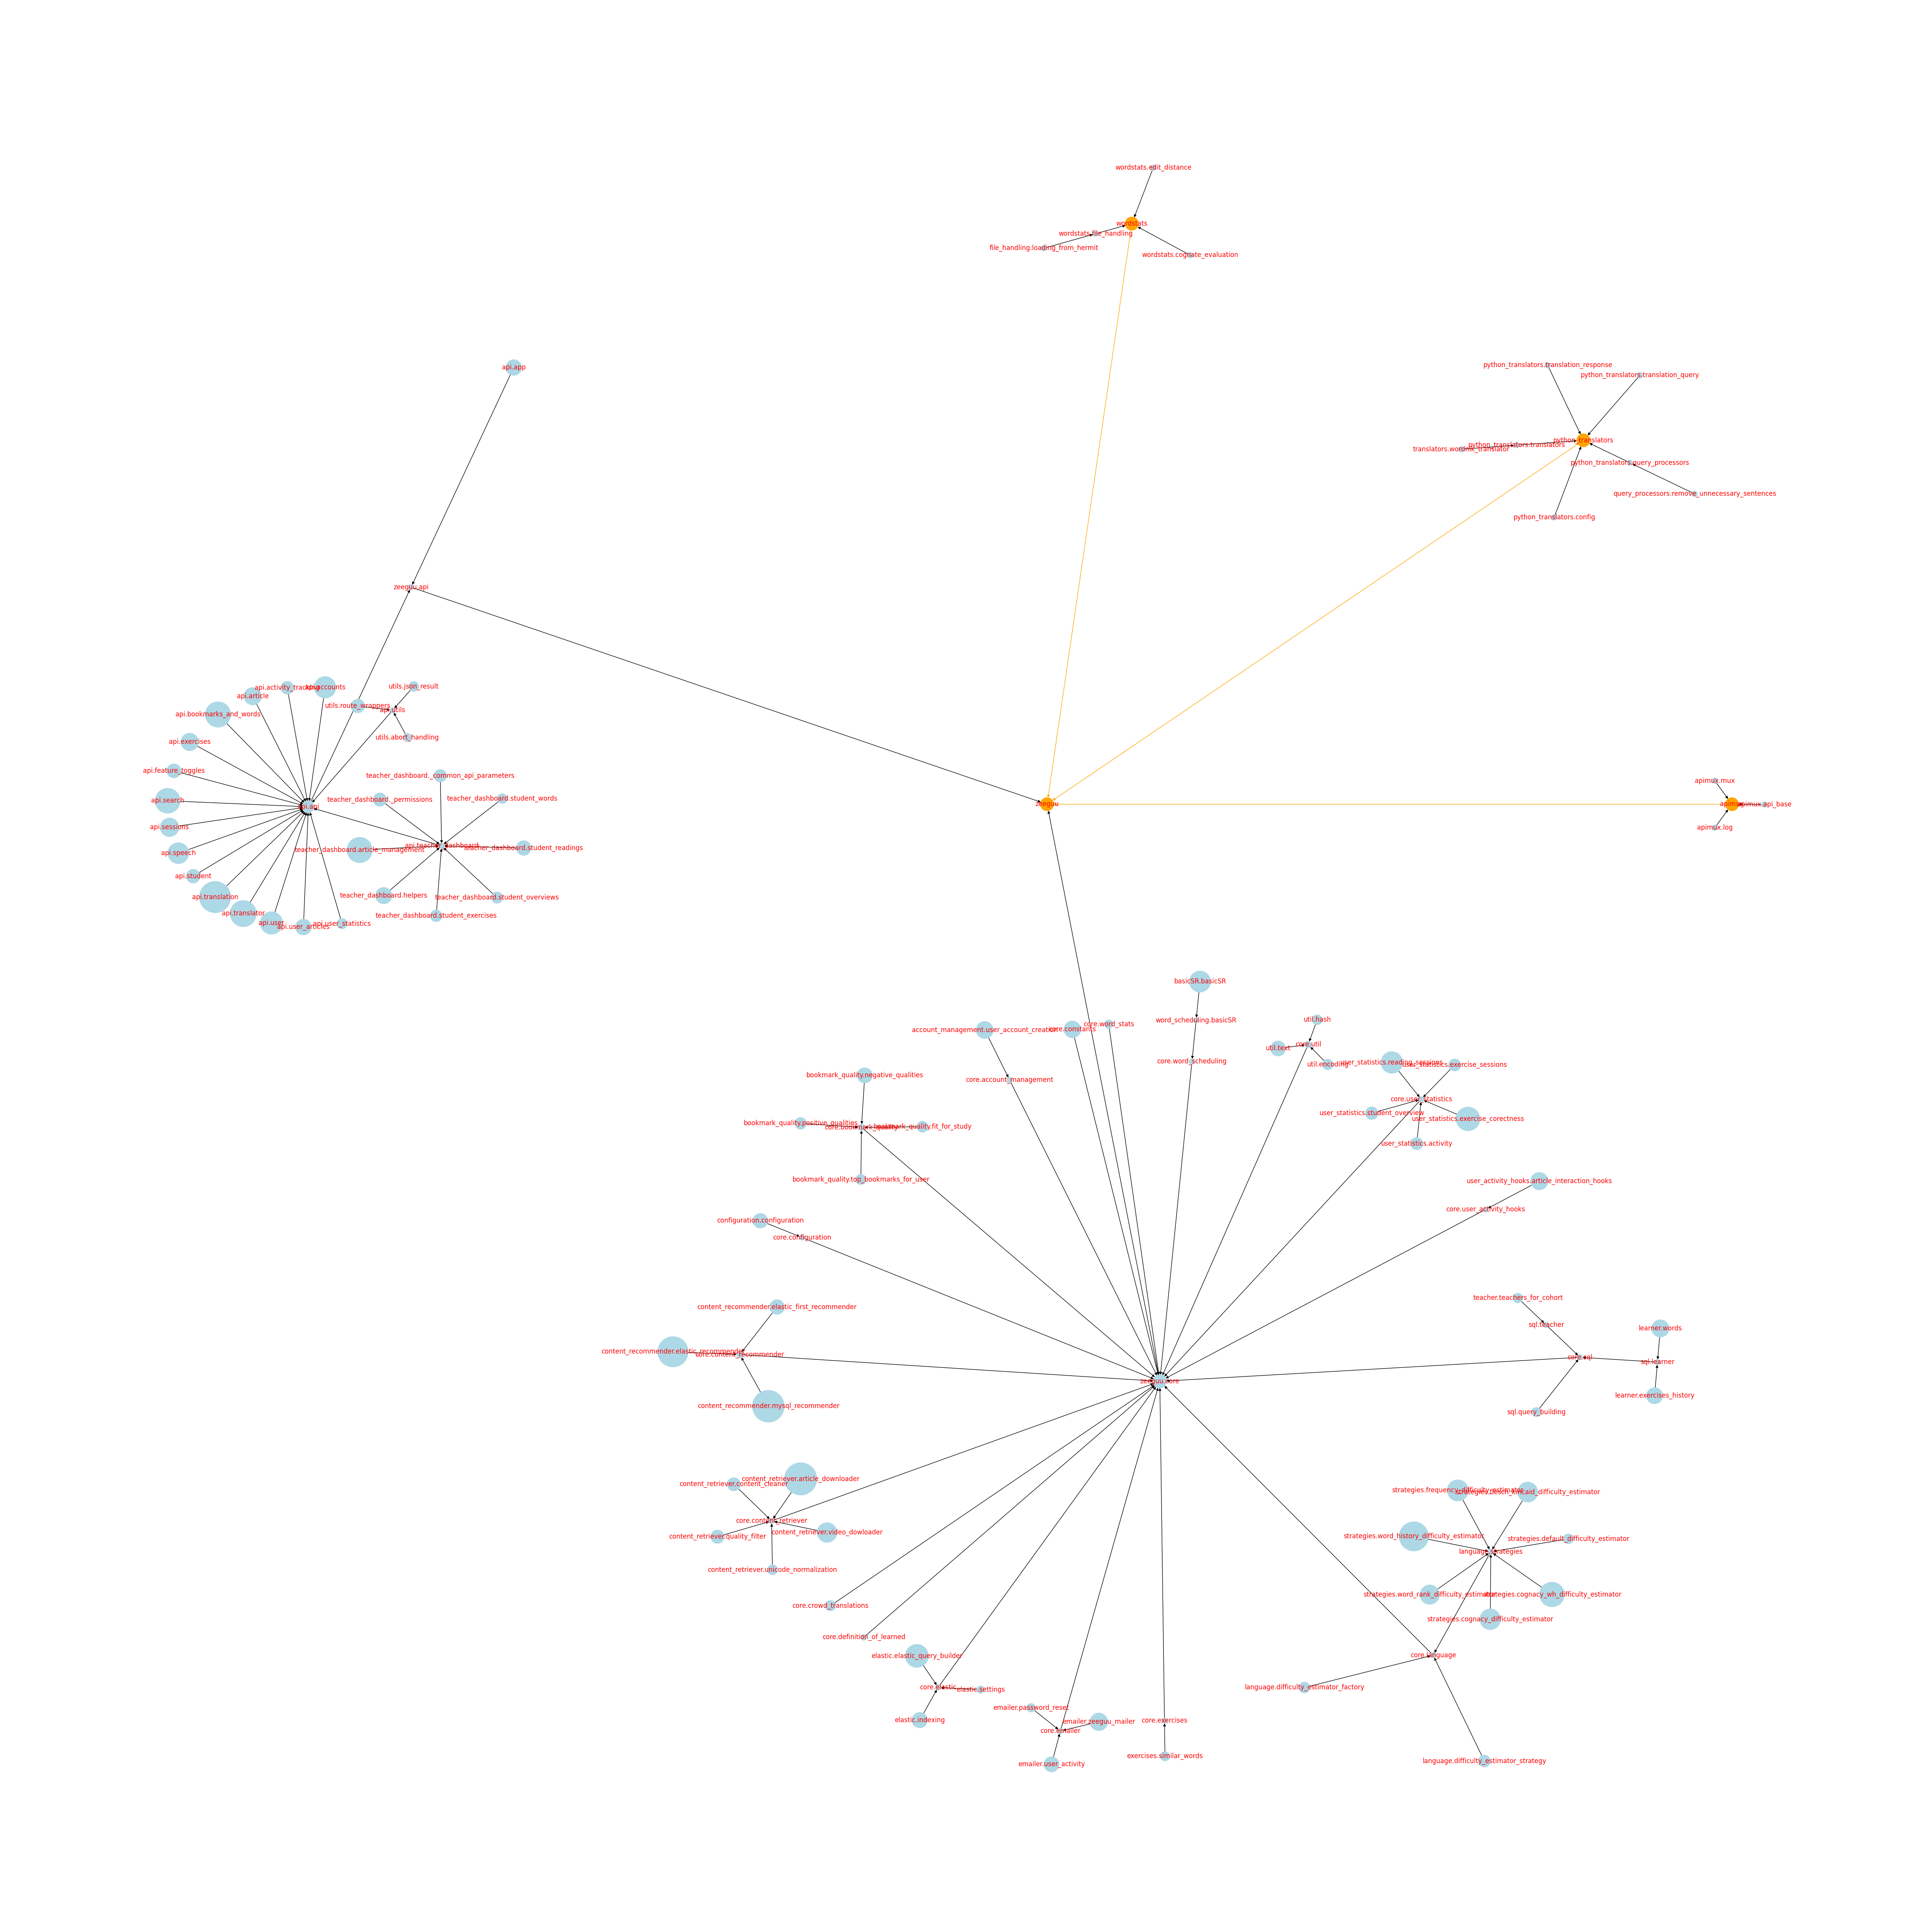 wordstats.edit_distance
wordstats
wordstats.file_handling
file_handling.loading_from_hermit
wordstats.cognate_evaluation
python_translators.translation_response
api.app
python_translators.translation_query
python_translators
python_translators.translators
python_translators.query_processors
query_processors.remove_unnecessary_sentences
python_translators.config
zeeguu.api
api.activity_tracking
utils.json_result
api.article
utils.route_wrappers
api.utils
api.bookmarks_and_words
utils.abort_handling
api.exercises
api.feature_toggles
teacher_dashboard._common_api_parameters
apimux.mux
api.search
teacher_dashboard._permissions
teacher_dashboard.student_words
zeeguu
apimux.api_base
api.api
api.sessions
apimux.log
api.teacher_dashboard
teacher_dashboard.article_management
teacher_dashboard.student_readings
api.speech
api.student
api.translation
teacher_dashboard.helpers
teacher_dashboard.student_overviews
api.translator
teacher_dashboard.student_exercises
api.user
api.user_articles
api.user_statistics
basicSR.basicSR
word_scheduling.basicSR
util.hash
core.word_stats
account_management.user_account_creation
core.constants
core.util
util.text
core.word_scheduling
user_statistics.reading_sessions
user_statistics.exercise_sessions
util.encoding
bookmark_quality.negative_qualities
core.account_management
core.user_statistics
user_statistics.student_overview
user_statistics.exercise_corectness
bookmark_quality.positive_qualities
core.bookmark_quality
bookmark_quality.fit_for_study
user_statistics.activity
bookmark_quality.top_bookmarks_for_user
user_activity_hooks.article_interaction_hooks
core.user_activity_hooks
configuration.configuration
core.configuration
teacher.teachers_for_cohort
content_recommender.elastic_first_recommender
sql.teacher
learner.words
content_recommender.elastic_recommender
core.content_recommender
core.sql
sql.learner
zeeguu.core
learner.exercises_history
content_recommender.mysql_recommender
sql.query_building
content_retriever.article_downloader
content_retriever.content_cleaner
strategies.frequency_difficulty_estimator
core.content_retriever
content_retriever.video_dowloader
content_retriever.quality_filter
strategies.word_history_difficulty_estimator
strategies.default_difficulty_estimator
language.strategies
content_retriever.unicode_normalization
strategies.word_rank_difficulty_estimator
strategies.cognacy_wh_difficulty_estimator
core.crowd_translations
strategies.cognacy_difficulty_estimator
core.definition_of_learned
elastic.elastic_query_builder
core.language
core.elastic
elastic.settings
language.difficulty_estimator_factory
emailer.password_reset
elastic.indexing
emailer.zeeguu_mailer
core.emailer
core.exercises
exercises.similar_words
emailer.user_activity
language.difficulty_estimator_strategy